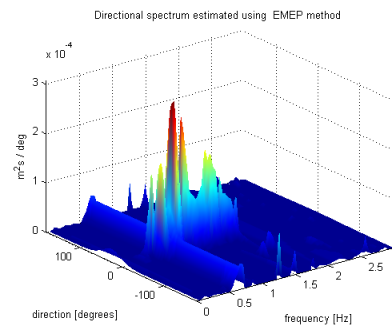 Directional spectrum estimated using EMEP method
x 10⁻⁴
3
2
1
0
m²s / deg
100
0
-100
direction [degrees]
0
0.5
1
1.5
2
2.5
frequency [Hz]